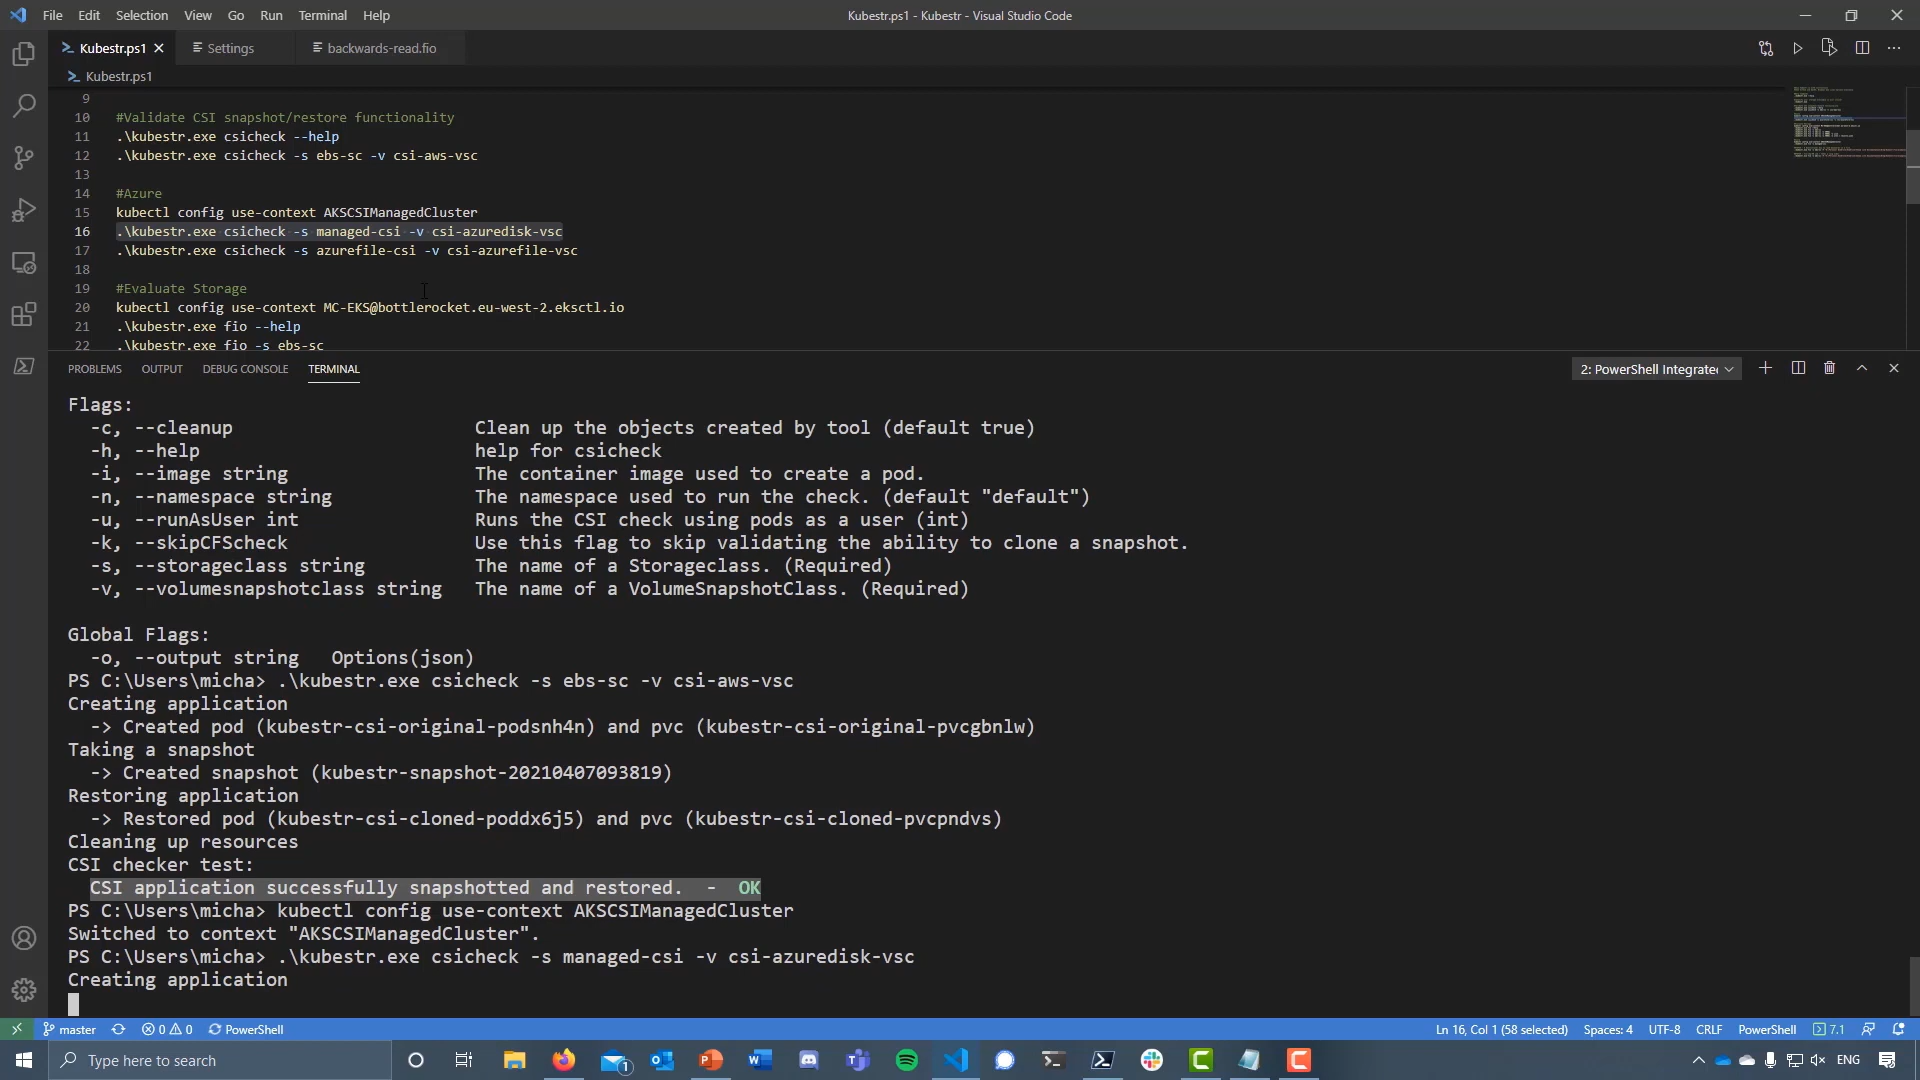 File Edit Selection View Go Run Terminal Help
Kubestr.ps1 - Kubestr - Visual Studio Code
Kubestr.ps1
Settings
backwards-read.fio
Kubestr.ps1
9
10 #Validate CSI snapshot/restore functionality
11 .\kubestr.exe csicheck --help
12 .\kubestr.exe csicheck -s ebs-sc -v csi-aws-vsc
13
14 #Azure
15 kubectl config use-context AKSCSIManagedCluster
16 .\kubestr.exe csicheck -s managed-csi -v csi-azuredisk-vsc
17 .\kubestr.exe csicheck -s azurefile-csi -v csi-azurefile-vsc
18
19 #Evaluate Storage
20 kubectl config use-context MC-EKS@bottlerocket.eu-west-2.eksctl.io
21 .\kubestr.exe fio --help
22 .\kubestr.exe fio -s ebs-sc
PROBLEMS OUTPUT DEBUG CONSOLE TERMINAL
2: PowerShell Integrate
Flags:
-c, --cleanup Clean up the objects created by tool (default true)
-h, --help help for csicheck
-i, --image string The container image used to create a pod.
-n, --namespace string The namespace used to run the check. (default "default")
-u, --runAsUser int Runs the CSI check using pods as a user (int)
-k, --skipCFScheck Use this flag to skip validating the ability to clone a snapshot.
-s, --storageclass string The name of a Storageclass. (Required)
-v, --volumesnapshotclass string The name of a VolumeSnapshotClass. (Required)
Global Flags:
-o, --output string Options(json)
PS C:\Users\micha> .\kubestr.exe csicheck -s ebs-sc -v csi-aws-vsc
Creating application
-> Created pod (kubestr-csi-original-podsnh4n) and pvc (kubestr-csi-original-pvcgbnlw)
Taking a snapshot
-> Created snapshot (kubestr-snapshot-20210407093819)
Restoring application
-> Restored pod (kubestr-csi-cloned-poddx6j5) and pvc (kubestr-csi-cloned-pvcpndvs)
Cleaning up resources
CSI checker test:
CSI application successfully snapshotted and restored. - OK
PS C:\Users\micha> kubectl config use-context AKSCSIManagedCluster
Switched to context "AKSCSIManagedCluster".
PS C:\Users\micha> .\kubestr.exe csicheck -s managed-csi -v csi-azuredisk-vsc
Creating application
master 0 0 PowerShell
Ln 16, Col 1 (58 selected) Spaces: 4 UTF-8 CRLF PowerShell 7.1
Type here to search
1
ENG